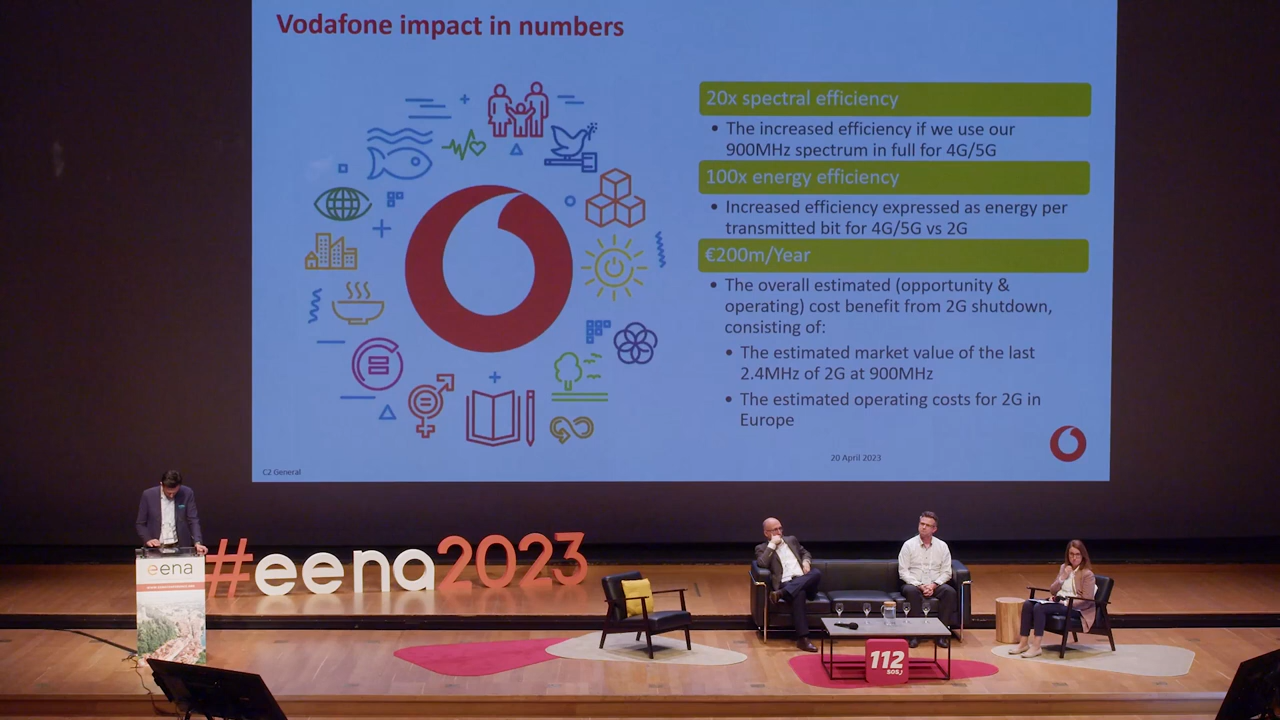 Vodafone impact in numbers
20x spectral efficiency
• The increased efficiency if we use our
900MHz spectrum in full for 4G/5G
100x energy efficiency
• Increased efficiency expressed as energy per
transmitted bit for 4G/5G vs 2G
€200m/Year
• The overall estimated (opportunity &
operating) cost benefit from 2G shutdown,
consisting of:
• The estimated market value of the last
2.4MHz of 2G at 900MHz
• The estimated operating costs for 2G in
Europe
20 April 2023
C2 General
eena
#eena2023
112
SOS